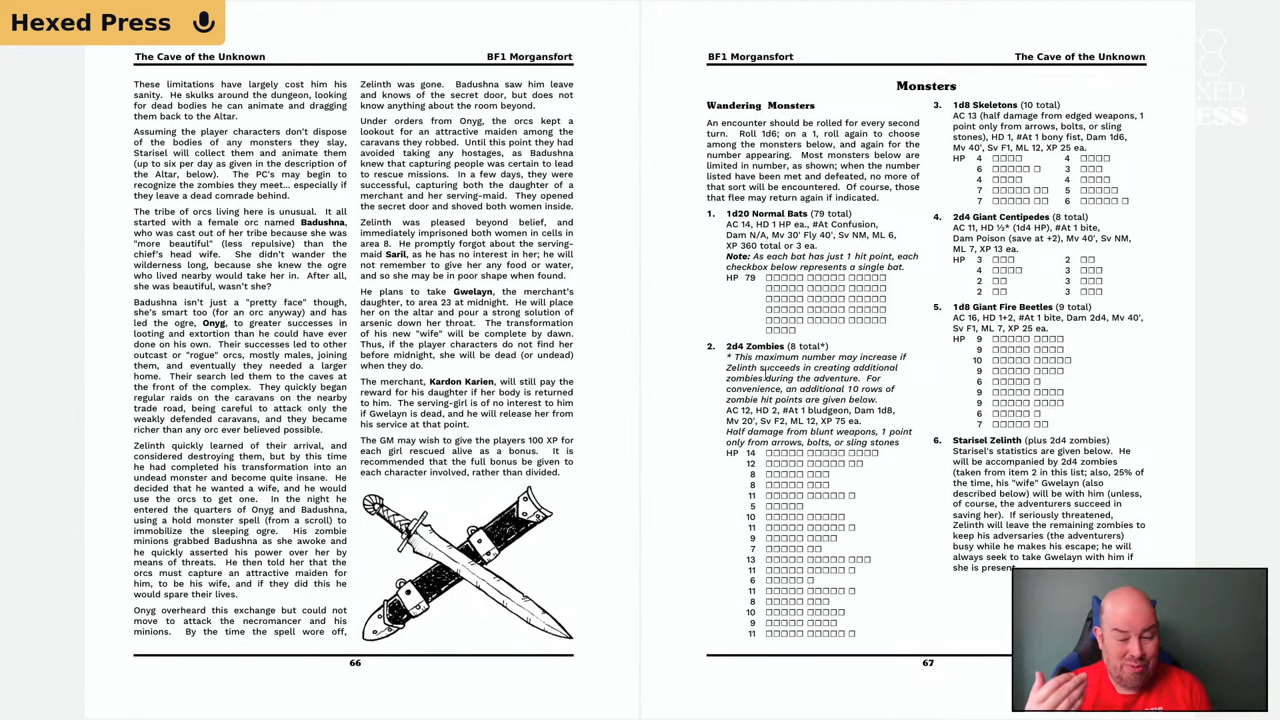 Hexed Press
The Cave of the Unknown
BF1 Morgansfort
These limitations have largely cost him his
sanity. He skulks around the dungeon, looking
for dead bodies he can animate and dragging
them back to the Altar.
Assuming the player characters don't dispose
of the bodies of any monsters they slay,
Starisel will collect them and animate them
(up to six per day as given in the description of
the Altar, below). The PC's may begin to
recognize the zombies they meet... especially if
they leave a dead comrade behind.
The tribe of orcs living here is unusual. It all
started with a female orc named Badushna,
who was cast out of her tribe because she was
"more beautiful" (less repulsive) than the
chief's head wife. She didn't wander the
wilderness long, because she knew the ogre
who lived nearby would take her in. After all,
she was beautiful, wasn't she?
Badushna isn't just a "pretty face" though,
she's smart too (for an orc anyway) and has
led the ogre, Onyg, to greater successes in
looting and extortion than he could have ever
done on his own. Their successes led to other
outcast or "rogue" orcs, mostly males, joining
them, and eventually they needed a larger
home. Their search led them to the caves at
the front of the complex. They quickly began
regular raids on the caravans on the nearby
trade road, being careful to attack only the
weakly defended caravans, and they became
richer than any orc ever believed possible.
Zelinth quickly learned of their arrival, and
considered destroying them, but by this time
he had completed his transformation into an
undead monster and become quite insane. He
decided that he wanted a wife, and he would
use the orcs to get one. In the night he
entered the quarters of Onyg and Badushna,
using a hold monster spell (from a scroll) to
immobilize the sleeping ogre. His zombie
minions grabbed Badushna as she awoke and
he quickly asserted his power over her by
means of threats. He then told her that the
orcs must capture an attractive maiden for
him, to be his wife, and if they did this he
would spare their lives.
Onyg overheard this exchange but could not
move to attack the necromancer and his
minions. By the time the spell wore off,
Zelinth was gone. Badushna saw him leave
and knows of the secret door, but does not
know anything about the room beyond.
Under orders from Onyg, the orcs kept a
lookout for an attractive maiden among the
caravans they robbed. Until this point they had
avoided taking any hostages, as Badushna
knew that capturing people was certain to lead
to rescue missions. In a few days, they were
successful, capturing both the daughter of a
merchant and her serving-maid. They opened
the secret door and shoved both women inside.
Zelinth was pleased beyond belief, and
immediately imprisoned both women in cells in
area 8. He promptly forgot about the serving-
maid Saril, as he has no interest in her; he will
not remember to give her any food or water,
and so she may be in poor shape when found.
He plans to take Gwelayn, the merchant's
daughter, to area 23 at midnight. He will place
her on the altar and pour a strong solution of
arsenic down her throat. The transformation
of his new "wife" will be complete by dawn.
Thus, if the player characters do not find her
before midnight, she will be dead (or undead)
when they do.
The merchant, Kardon Karien, will still pay the
reward for his daughter if her body is returned
to him. The serving-girl is of no interest to him
if Gwelayn is dead, and he will release her from
his service at that point.
The GM may wish to give the players 100 XP for
each girl rescued alive as a bonus. It is
recommended that the full bonus be given to
each character involved, rather than divided.
66
BF1 Morgansfort
The Cave of the Unknown
Monsters
Wandering Monsters
An encounter should be rolled for every second
turn. Roll 1d6; on a 1, roll again to choose
among the monsters below, and again for the
number appearing. Most monsters below are
limited in number, as shown; when the number
listed have been met and defeated, no more of
that sort will be encountered. Of course, those
that flee may return again if indicated.
1. 1d20 Normal Bats (79 total)
AC 14, HD 1 HP ea., #At Confusion,
Dam N/A, Mv 30' Fly 40', Sv NM, ML 6,
XP 360 total or 3 ea.
Note: As each bat has just 1 hit point, each
checkbox below represents a single bat.
HP 79
2. 2d4 Zombies (8 total*)
* This maximum number may increase if
Zelinth succeeds in creating additional
zombies during the adventure. For
convenience, an additional 10 rows of
zombie hit points are given below.
AC 12, HD 2, #At 1 bludgeon, Dam 1d8,
Mv 20', Sv F2, ML 12, XP 75 ea.
Half damage from blunt weapons, 1 point
only from arrows, bolts, or sling stones
HP 14
12
8
8
11
5
10
11
9
7
13
11
6
11
8
10
9
11
3. 1d8 Skeletons (10 total)
AC 13 (half damage from edged weapons, 1
point only from arrows, bolts, or sling
stones), HD 1, #At 1 bony fist, Dam 1d6,
Mv 40', Sv F1, ML 12, XP 25 ea.
HP 4 4
6 3
4 4
7 5
7 6
4. 2d4 Giant Centipedes (8 total)
AC 11, HD ½* (1d4 HP), #At 1 bite,
Dam Poison (save at +2), Mv 40', Sv NM,
ML 7, XP 13 ea.
HP 3 2
4 3
2 3
2 3
5. 1d8 Giant Fire Beetles (9 total)
AC 16, HD 1+2, #At 1 bite, Dam 2d4, Mv 40',
Sv F1, ML 7, XP 25 ea.
HP 9
9
10
9
6
9
9
6
7
6. Starisel Zelinth (plus 2d4 zombies)
Starisel's statistics are given below. He
will be accompanied by 2d4 zombies
(taken from item 2 in this list; also, 25% of
the time, his "wife" Gwelayn (also
described below) will be with him (unless,
of course, the adventurers succeed in
saving her). If seriously threatened,
Zelinth will leave the remaining zombies to
keep his adversaries (the adventurers)
busy while he makes his escape; he will
always seek to take Gwelayn with him if
she is present.
67